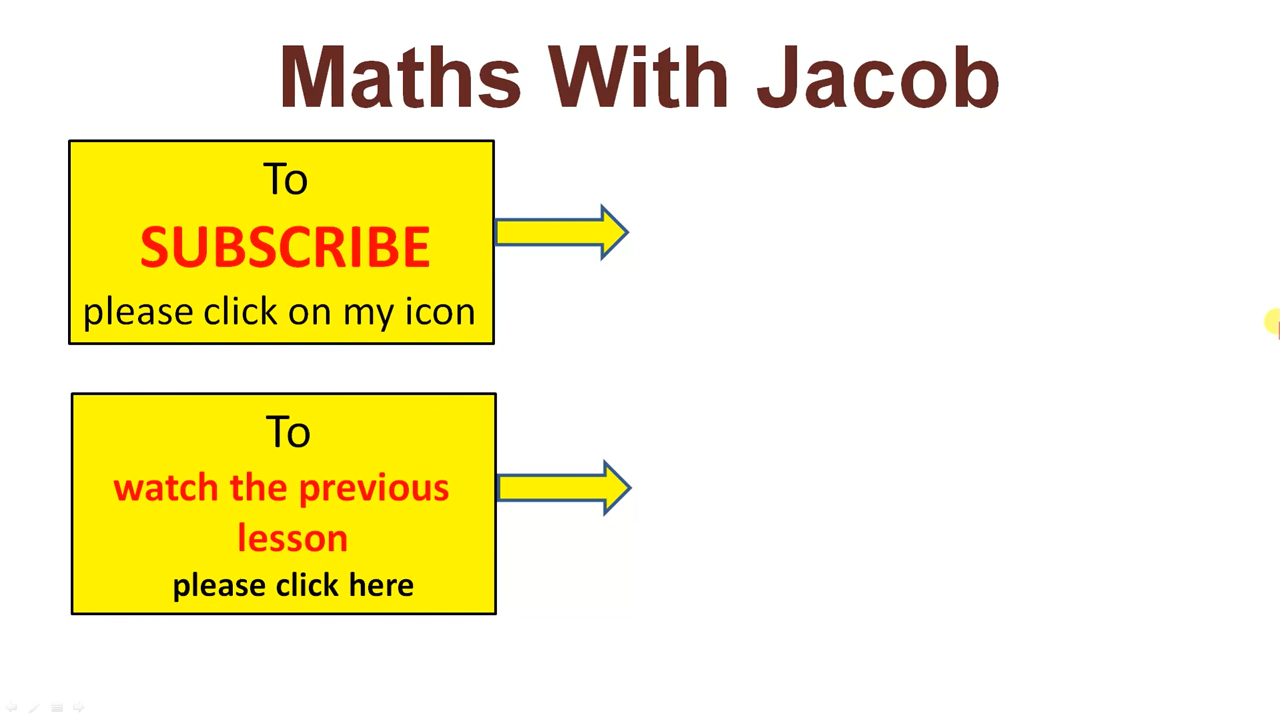 Maths With Jacob
To
SUBSCRIBE
please click on my icon
To
watch the previous
lesson
please click here